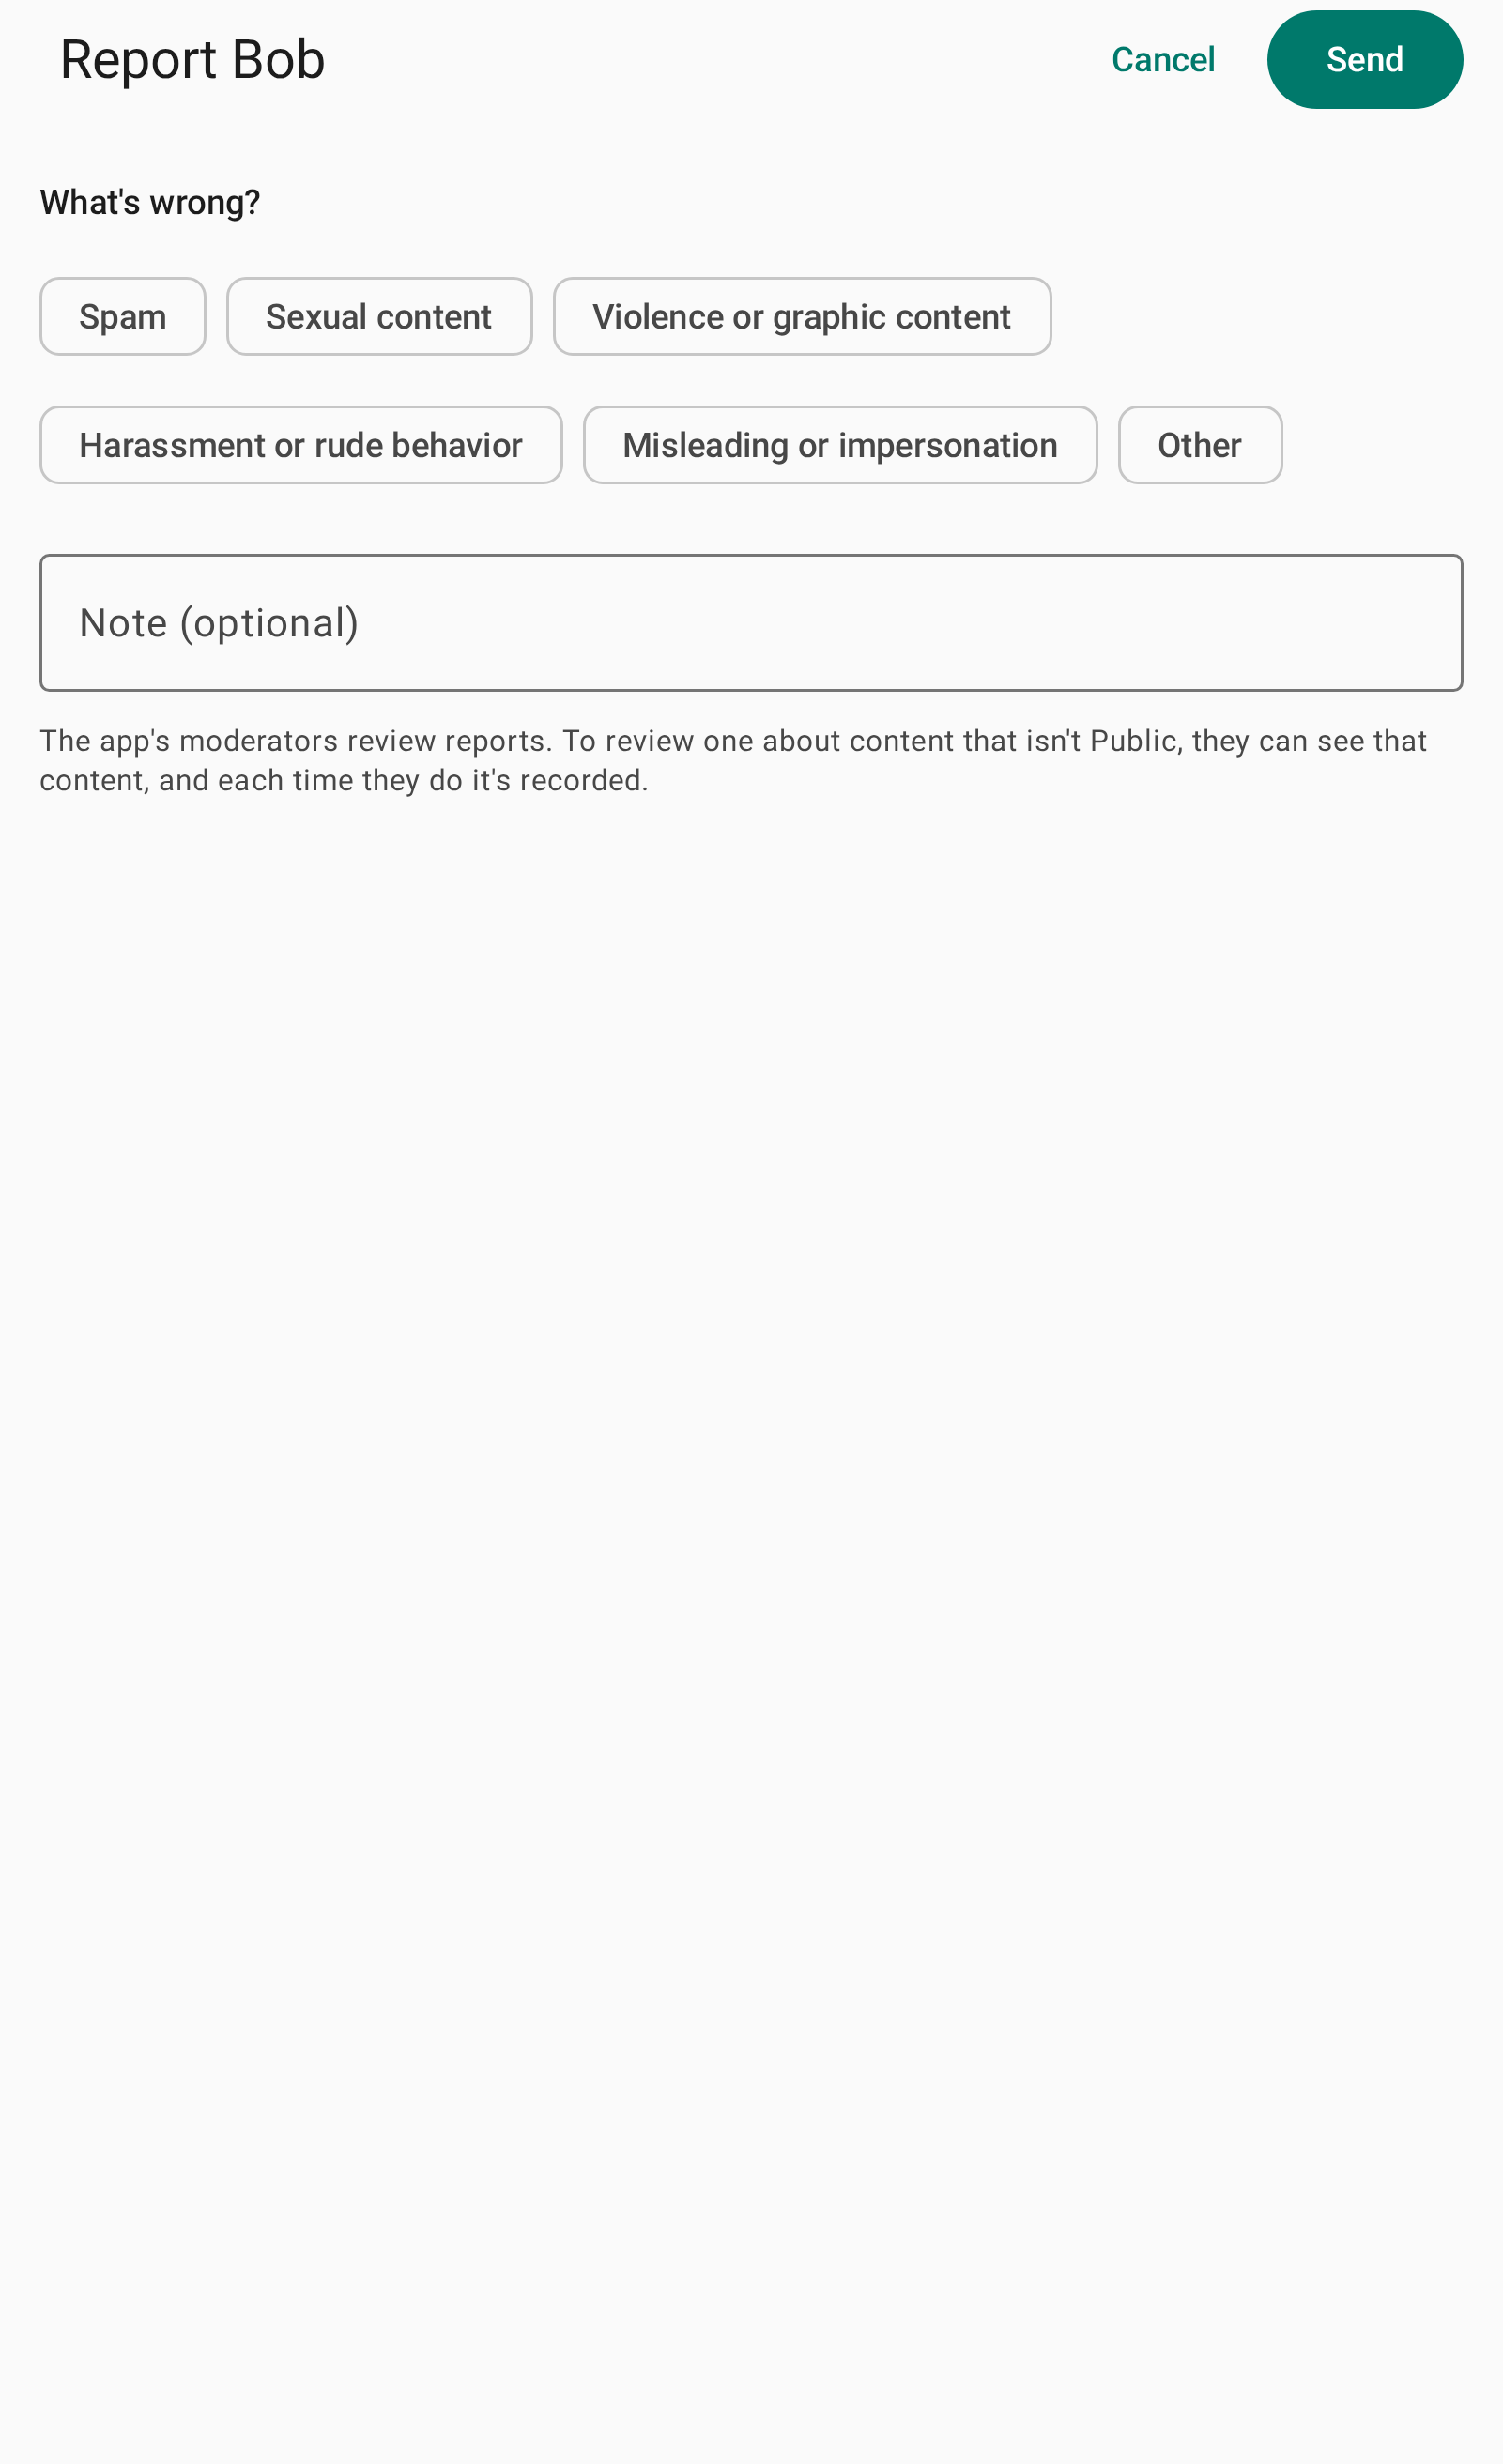 Report Bob
Cancel
Send
What's wrong?
Spam
Sexual content
Violence or graphic content
Harassment or rude behavior
Misleading or impersonation
Other
Note (optional)
The app's moderators review reports. To review one about content that isn't Public, they can see that
content, and each time they do it's recorded.